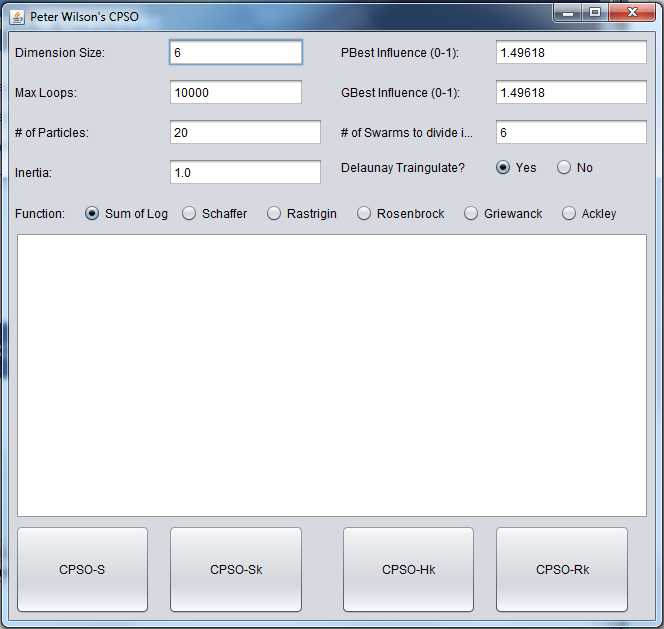 Peter Wilson's CPSO
Dimension Size: 6 PBest Influence (0-1): 1.49618
Max Loops: 10000 GBest Influence (0-1): 1.49618
# of Particles: 20 # of Swarms to divide i... 6
Inertia: 1.0 Delaunay Traingulate? Yes No
Function: Sum of Log Schaffer Rastrigin Rosenbrock Griewanck Ackley
CPSO-S CPSO-Sk CPSO-Hk CPSO-Rk